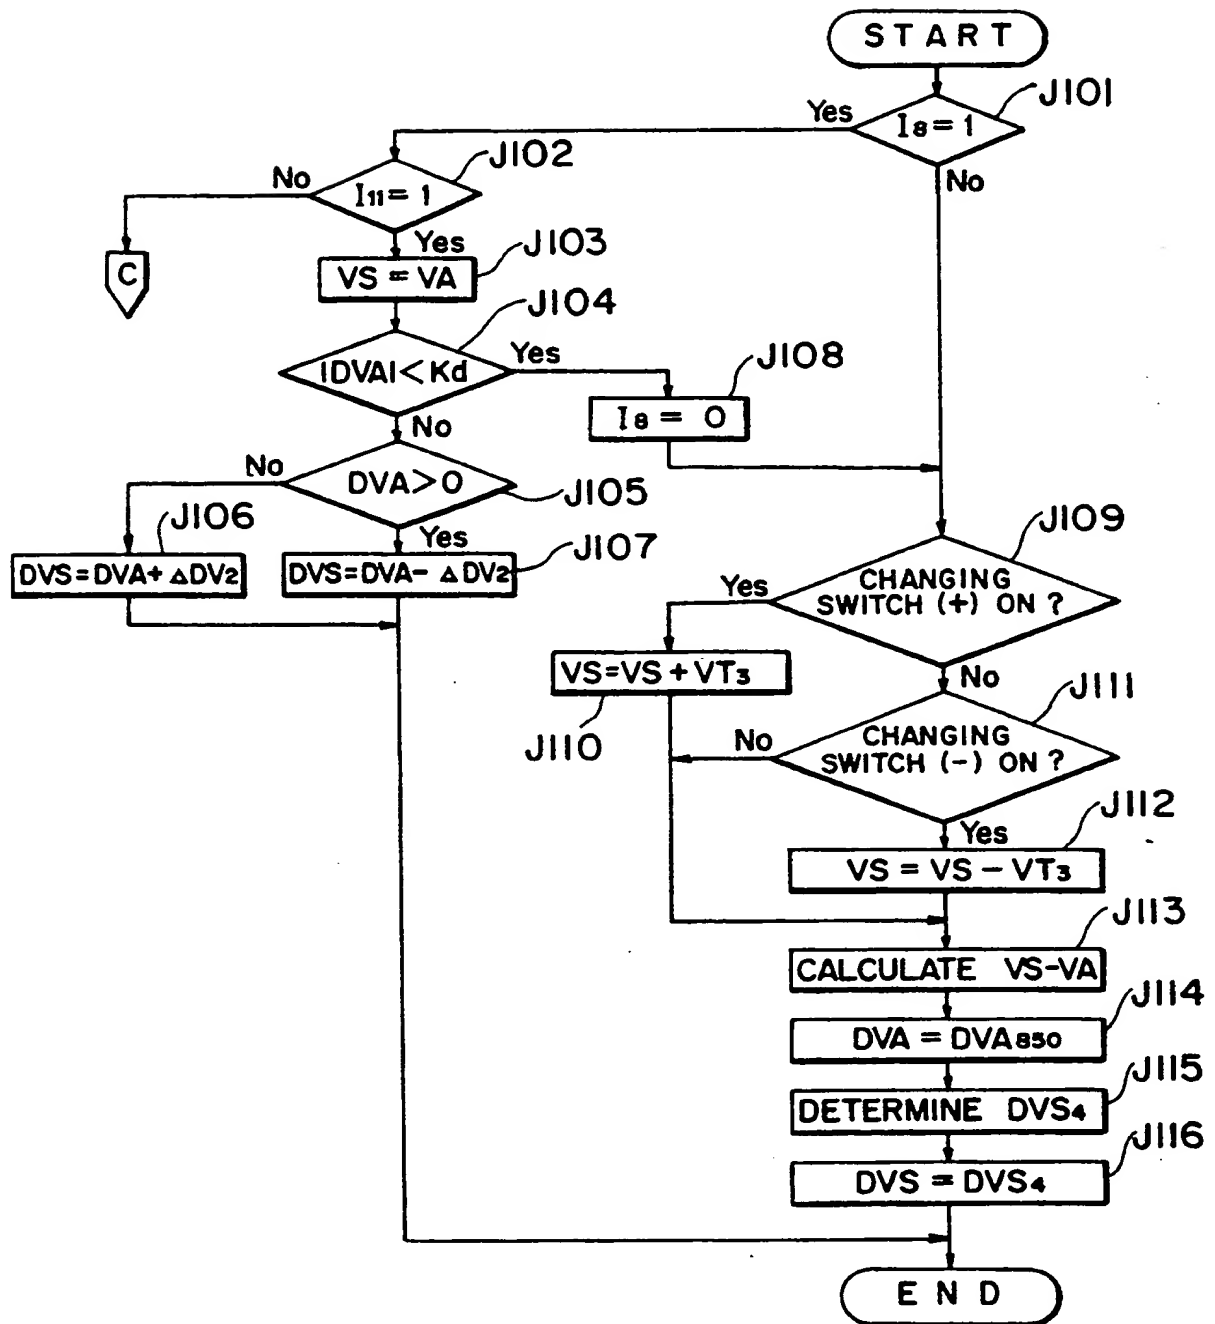 START
J101
Yes
I8 = 1
No
J102
No
I11 = 1
Yes
J103
C
VS = VA
J104
|DVA| < Kd
Yes
J108
I8 = 0
No
No
DVA > 0
J105
J106
Yes
J107
DVS = DVA + ΔDV2
DVS = DVA - ΔDV2
J109
Yes
CHANGING
SWITCH (+) ON ?
VS = VS + VT3
No
J110
J111
No
CHANGING
SWITCH (-) ON ?
J112
Yes
VS = VS - VT3
J113
CALCULATE VS-VA
J114
DVA = DVA850
J115
DETERMINE DVS4
J116
DVS = DVS4
END